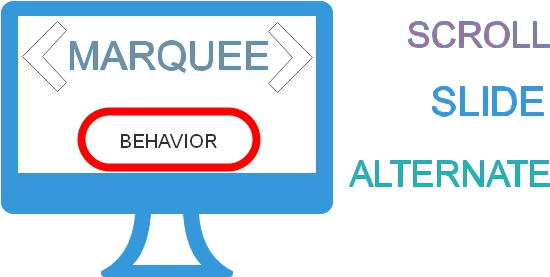 MARQUEE
BEHAVIOR
SCROLL
SLIDE
ALTERNATE